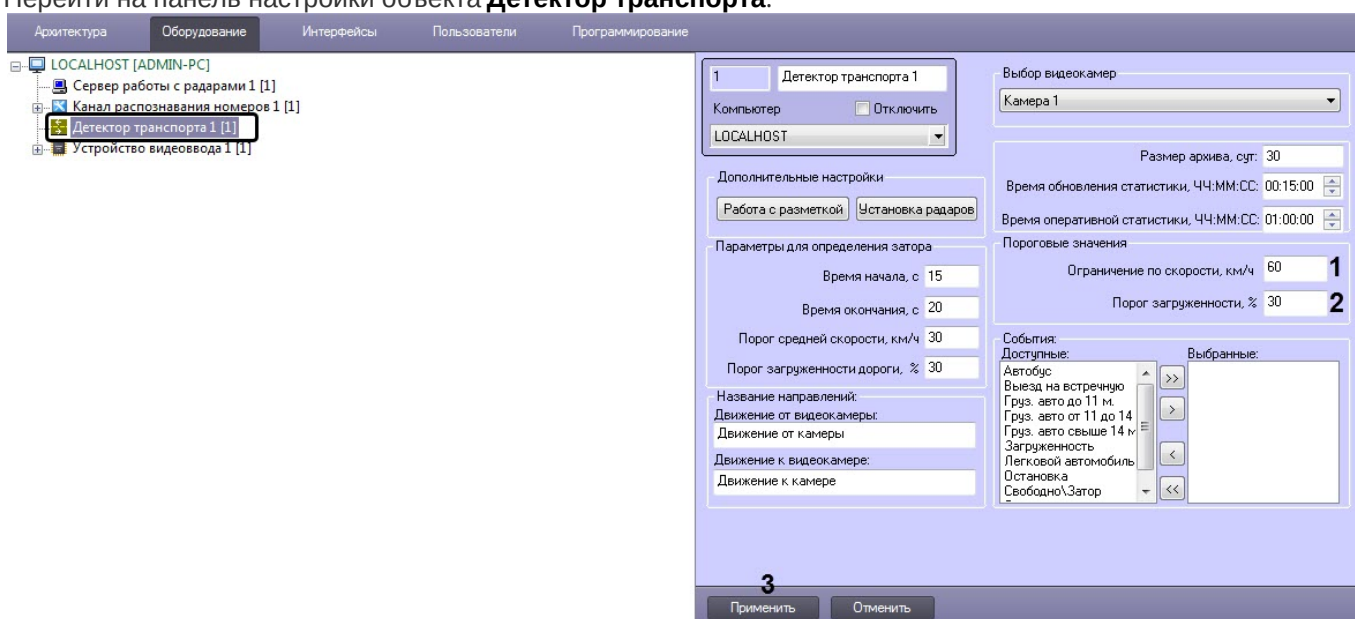 Перейти на панель настройки объекта Детектор транспорта.
Архитектура Оборудование Интерфейсы Пользователи Программирование
LOCALHOST [ADMIN-PC]
Сервер работы с радарами 1 [1]
Канал распознавания номеров 1 [1]
Детектор транспорта 1 [1]
Устройство видеоввода 1 [1]
1 Детектор транспорта 1
Компьютер Отключить
LOCALHOST
Дополнительные настройки
Работа с разметкой Установка радаров
Параметры для определения затора
Время начала, с 15
Время окончания, с 20
Порог средней скорости, км/ч 30
Порог загруженности дороги, % 30
Название направлений:
Движение от видеокамеры:
Движение от камеры
Движение к видеокамере:
Движение к камере
Выбор видеокамер
Камера 1
Размер архива, сут: 30
Время обновления статистики, ЧЧ:ММ:СС: 00:15:00
Время оперативной статистики, ЧЧ:ММ:СС: 01:00:00
Пороговые значения
Ограничение по скорости, км/ч 60 1
Порог загруженности, % 30 2
События:
Доступные: Выбранные:
Автобус
Выезд на встречную
Груз. авто до 11 м.
Груз. авто от 11 до 14
Груз. авто свыше 14 м
Загруженность
Легковой автомобиль
Остановка
Свободно\Затор
>>
>
<
<<
3
Применить Отменить